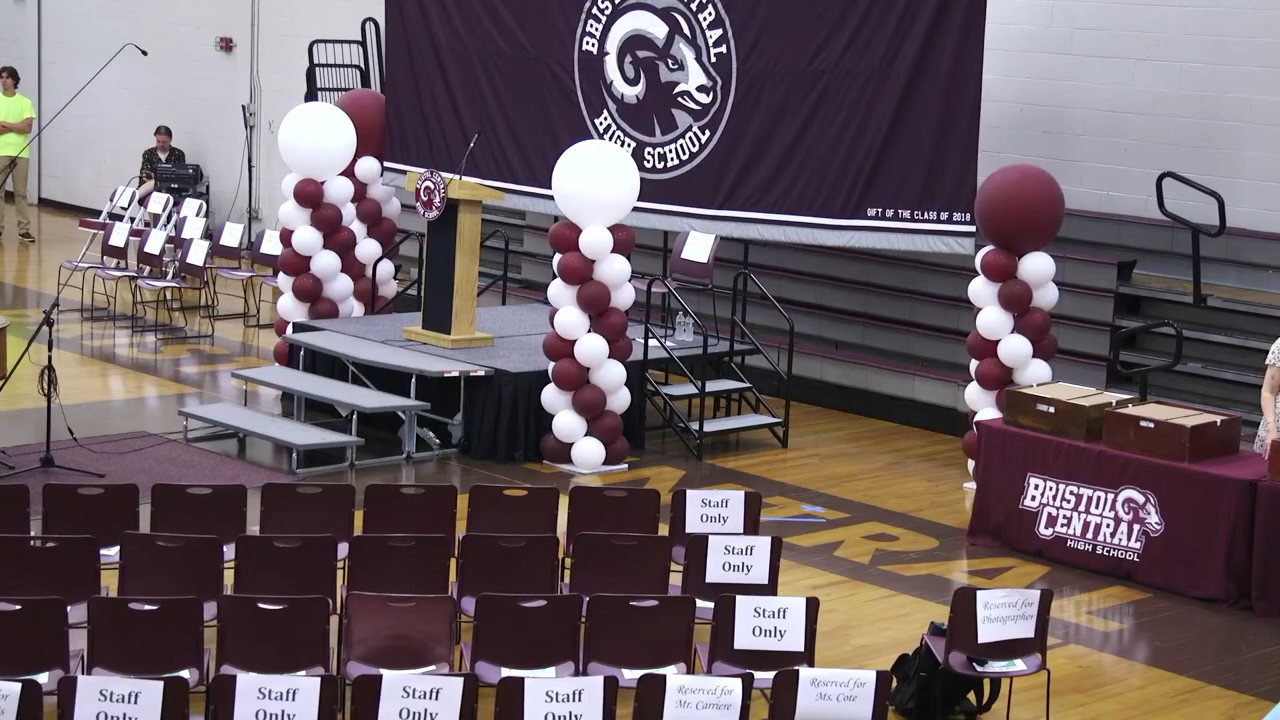 BRISTOL CENTRAL
HIGH SCHOOL
GIFT OF THE CLASS OF 2018
BRISTOL CENTRAL
BRISTOL
CENTRAL
HIGH SCHOOL
Staff
Only
Staff
Only
Staff
Only
Reserved for
Photographer
Staff
Only
Staff
Only
Staff
Only
Staff
Only
Reserved for
Mr. Carriere
Reserved for
Ms. Cote